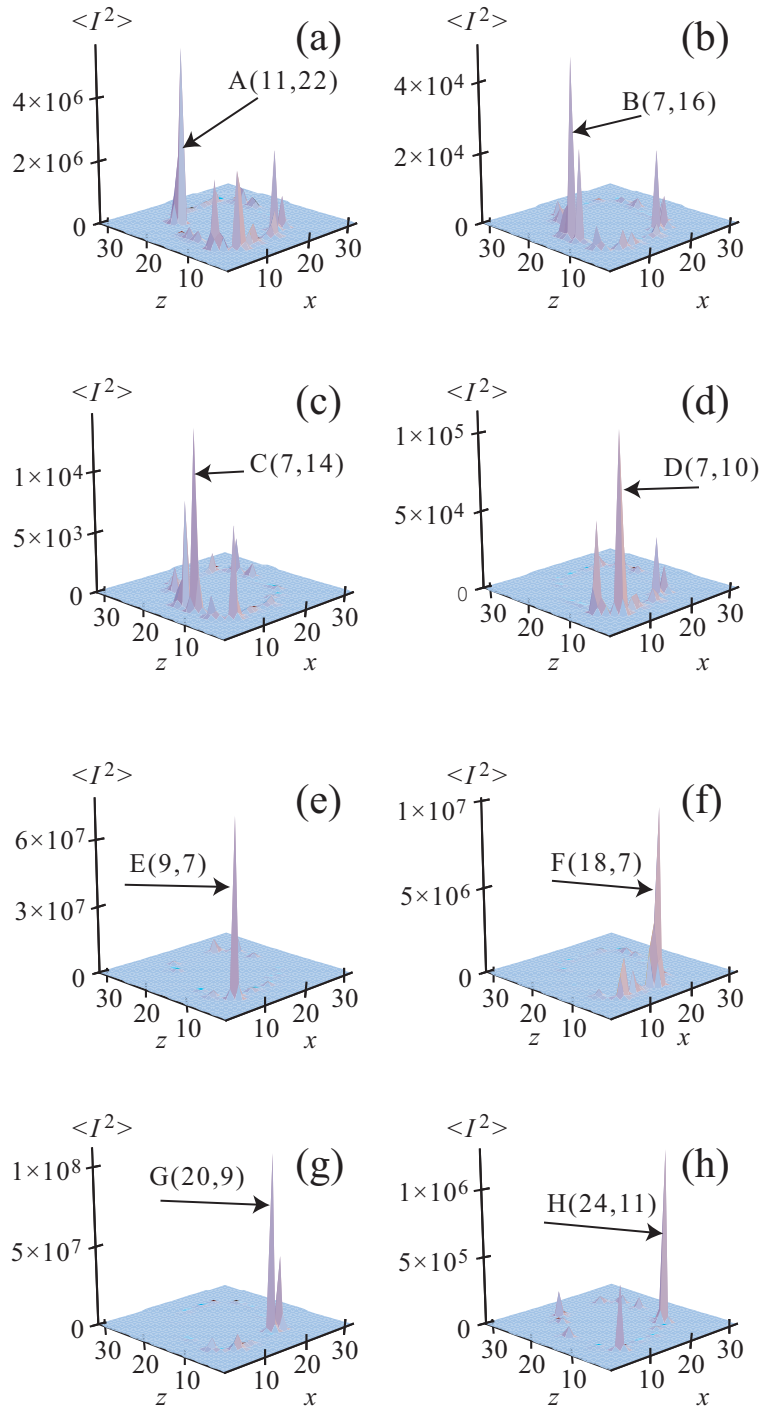 <I²>
(a)
A(11,22)
4×10⁶
2×10⁶
0
30
20
10
z
10
20
30
x
<I²>
(b)
B(7,16)
4×10⁴
2×10⁴
0
30
20
10
z
10
20
30
x
<I²>
(c)
C(7,14)
1×10⁴
5×10³
0
30
20
10
z
10
20
30
x
<I²>
(d)
D(7,10)
1×10⁵
5×10⁴
0
30
20
10
z
10
20
30
x
<I²>
(e)
E(9,7)
6×10⁷
3×10⁷
0
30
20
10
z
10
20
30
x
<I²>
(f)
F(18,7)
1×10⁷
5×10⁶
0
30
20
10
z
10
20
30
x
<I²>
(g)
G(20,9)
1×10⁸
5×10⁷
0
30
20
10
z
10
20
30
x
<I²>
(h)
H(24,11)
1×10⁶
5×10⁵
0
30
20
10
z
10
20
30
x